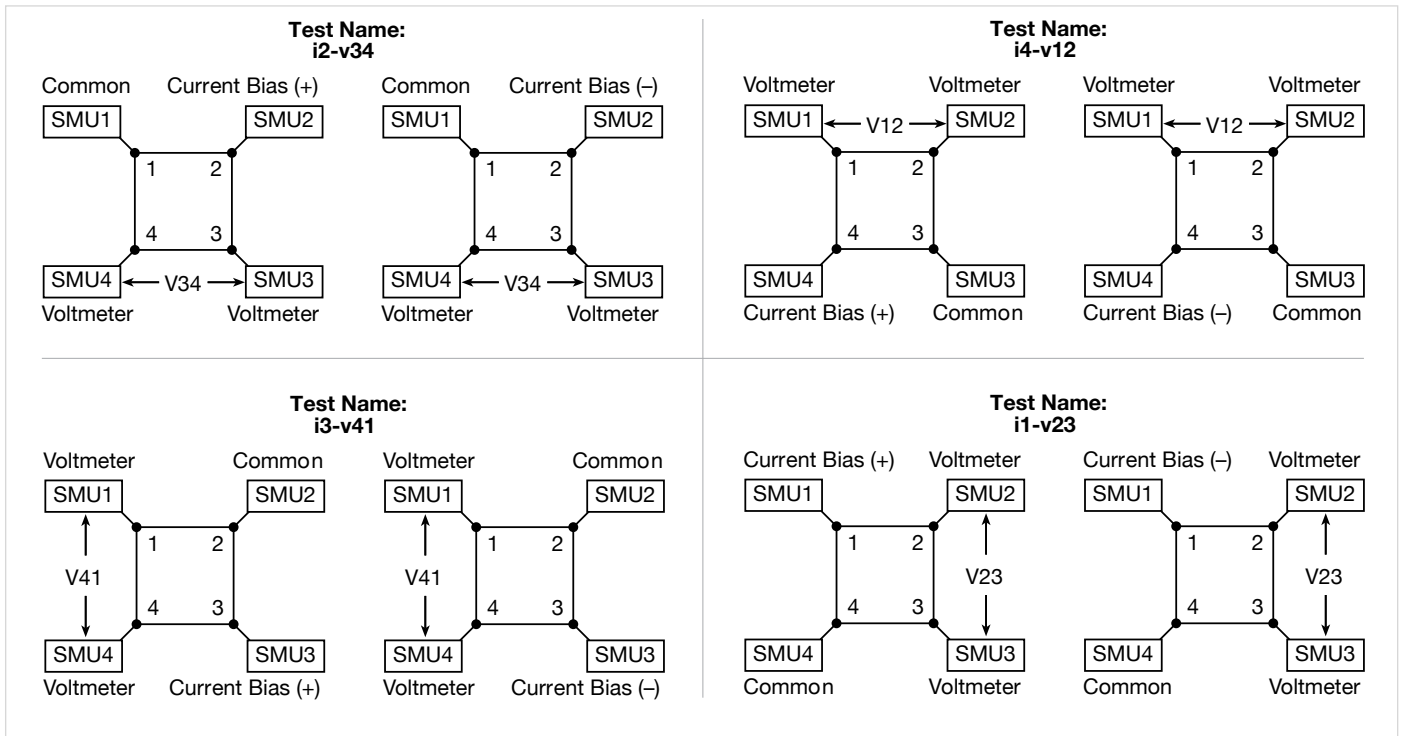 Test Name:
i2-v34
Common Current Bias (+) Common Current Bias (–)
SMU1 SMU2 SMU1 SMU2
1 2 1 2
4 3 4 3
SMU4 V34 SMU3 SMU4 V34 SMU3
Voltmeter Voltmeter Voltmeter Voltmeter
Test Name:
i4-v12
Voltmeter Voltmeter Voltmeter Voltmeter
SMU1 V12 SMU2 SMU1 V12 SMU2
1 2 1 2
4 3 4 3
SMU4 SMU3 SMU4 SMU3
Current Bias (+) Common Current Bias (–) Common
Test Name:
i3-v41
Voltmeter Common Voltmeter Common
SMU1 SMU2 SMU1 SMU2
1 2 1 2
V41 V41
4 3 4 3
SMU4 SMU3 SMU4 SMU3
Voltmeter Current Bias (+) Voltmeter Current Bias (–)
Test Name:
i1-v23
Current Bias (+) Voltmeter Current Bias (–) Voltmeter
SMU1 SMU2 SMU1 SMU2
1 2 1 2
V23 V23
4 3 4 3
SMU4 SMU3 SMU4 SMU3
Common Voltmeter Common Voltmeter